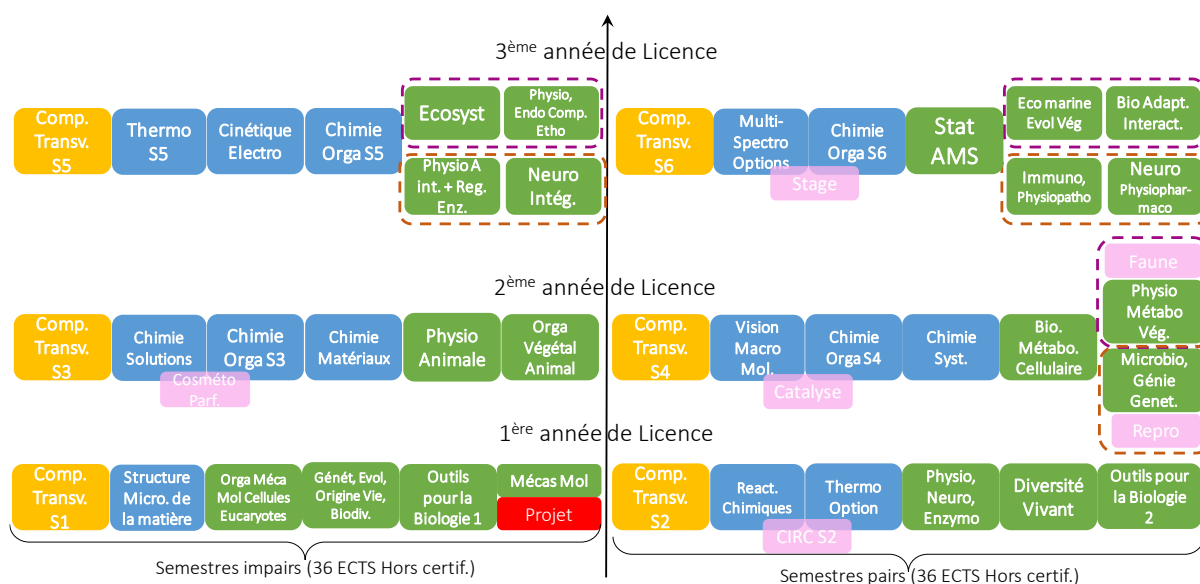 3ème année de Licence
Comp.
Transv.
S5
Thermo
S5
Cinétique
Electro
Chimie
Orga S5
Ecosyst
Physio,
Endo Comp.
Etho
Physio A
int. + Reg.
Enz.
Neuro
Intég.
Comp.
Transv.
S6
Multi-
Spectro
Options
Chimie
Orga S6
Stage
Stat
AMS
Eco marine
Evol Vég
Bio Adapt.
Interact.
Immuno,
Physiopatho
Neuro
Physiophar-
maco
2ème année de Licence
Comp.
Transv.
S3
Chimie
Solutions
Chimie
Orga S3
Cosméto
Parf.
Chimie
Matériaux
Physio
Animale
Orga
Végétal
Animal
Comp.
Transv.
S4
Vision
Macro
Mol.
Chimie
Orga S4
Catalyse
Chimie
Syst.
Bio.
Métabo.
Cellulaire
Faune
Physio
Métabo
Vég.
Microbio,
Génie
Genet.
Repro
1ère année de Licence
Comp.
Transv.
S1
Structure
Micro. de
la matière
Orga Méca
Mol Cellules
Eucaryotes
Génét, Evol,
Origine Vie,
Biodiv.
Outils
pour la
Biologie 1
Mécas Mol
Projet
Comp.
Transv.
S2
React.
Chimiques
Thermo
Option
CIRC S2
Physio,
Neuro,
Enzymo
Diversité
Vivant
Outils pour
la Biologie
2
Semestres impairs (36 ECTS Hors certif.)
Semestres pairs (36 ECTS Hors certif.)